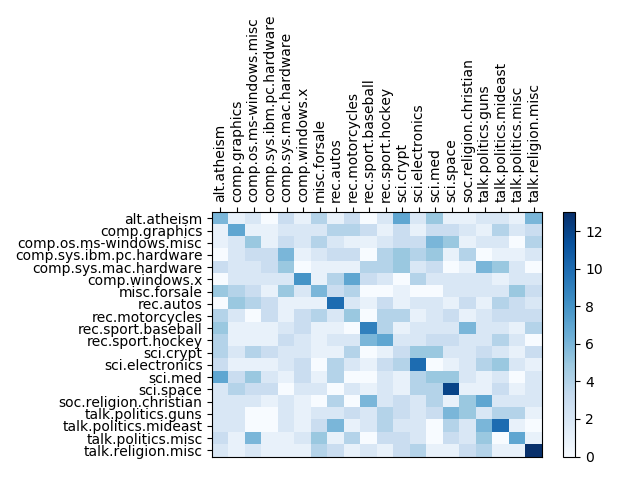 alt.atheism
comp.graphics
comp.os.ms-windows.misc
comp.sys.ibm.pc.hardware
comp.sys.mac.hardware
comp.windows.x
misc.forsale
rec.autos
rec.motorcycles
rec.sport.baseball
rec.sport.hockey
sci.crypt
sci.electronics
sci.med
sci.space
soc.religion.christian
talk.politics.guns
talk.politics.mideast
talk.politics.misc
talk.religion.misc
alt.atheism
comp.graphics
comp.os.ms-windows.misc
comp.sys.ibm.pc.hardware
comp.sys.mac.hardware
comp.windows.x
misc.forsale
rec.autos
rec.motorcycles
rec.sport.baseball
rec.sport.hockey
sci.crypt
sci.electronics
sci.med
sci.space
soc.religion.christian
talk.politics.guns
talk.politics.mideast
talk.politics.misc
talk.religion.misc
12
10
8
6
4
2
0